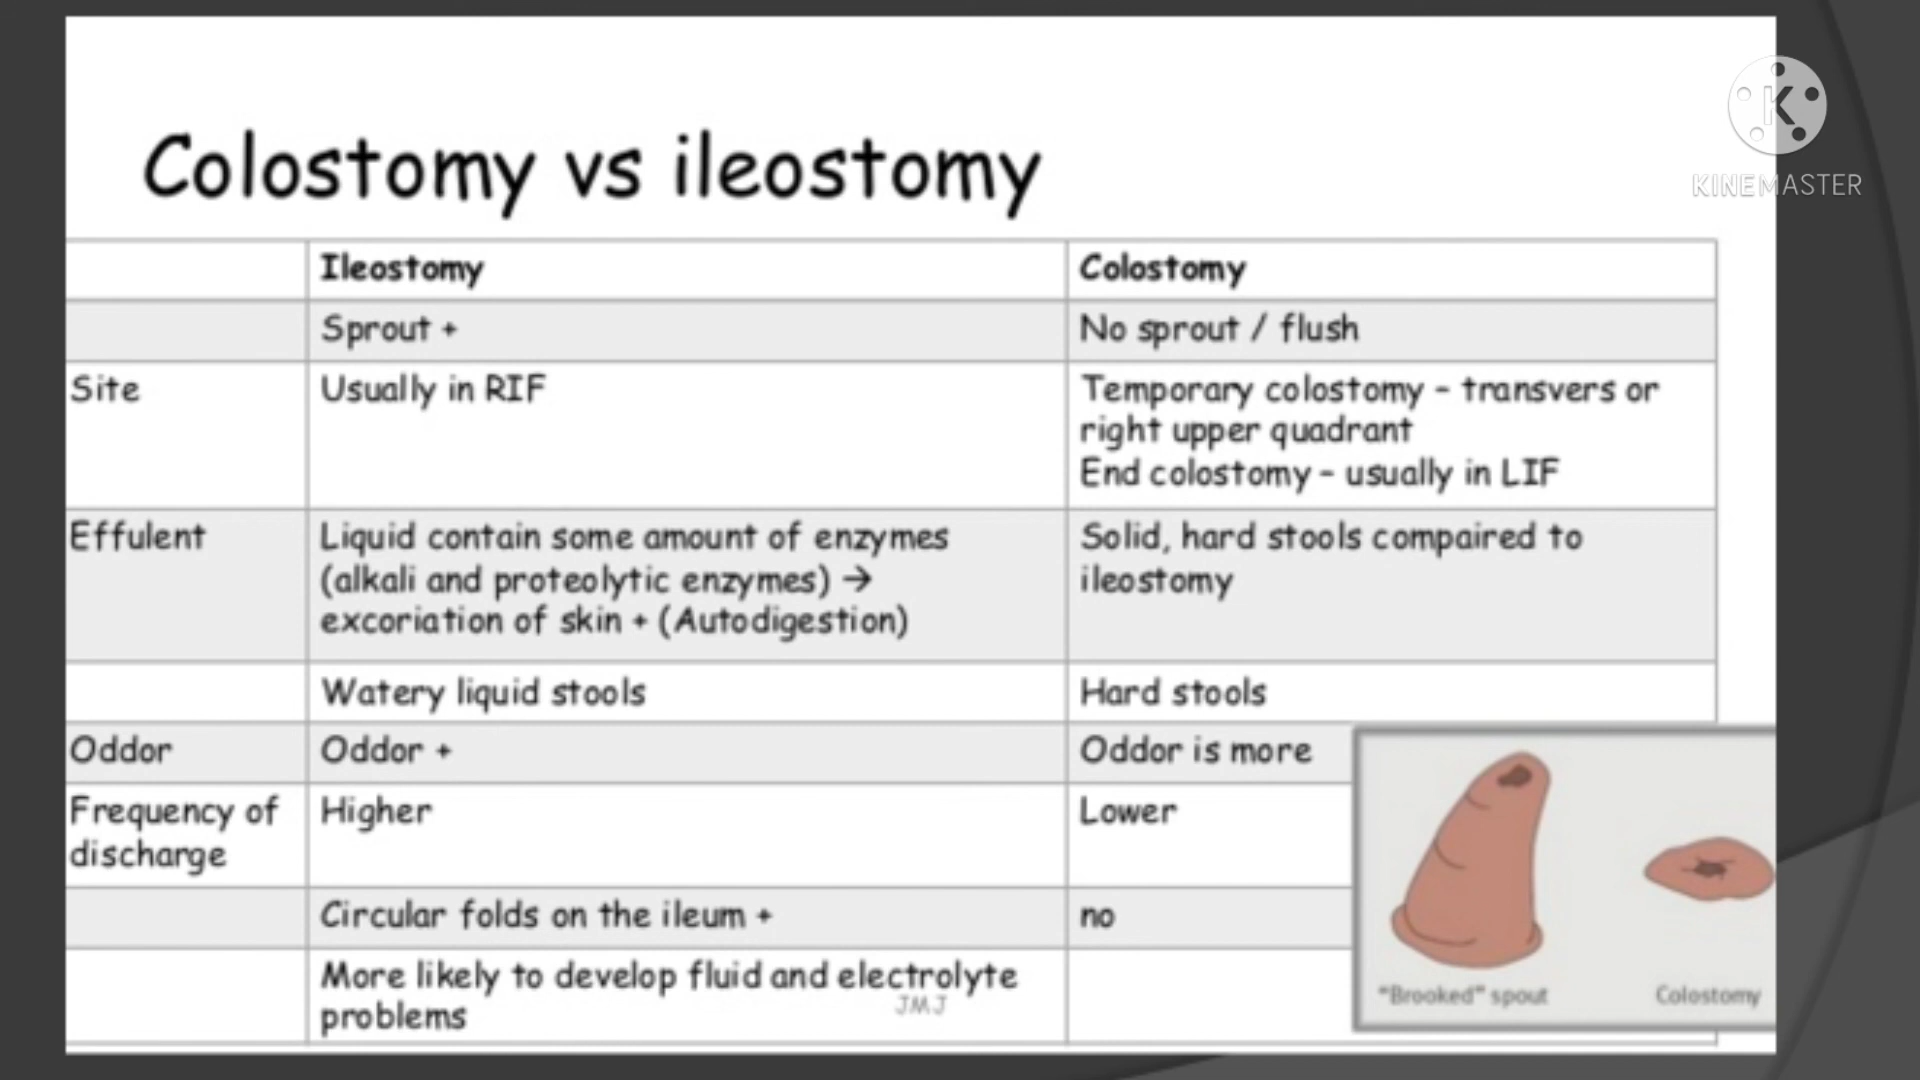 K
KINEMASTER
Colostomy vs ileostomy
Ileostomy
Colostomy
Sprout +
No sprout / flush
Site
Usually in RIF
Temporary colostomy – transvers or
right upper quadrant
End colostomy – usually in LIF
Effulent
Liquid contain some amount of enzymes
(alkali and proteolytic enzymes) →
excoriation of skin + (Autodigestion)
Solid, hard stools compaired to
ileostomy
Watery liquid stools
Hard stools
Oddor
Oddor +
Oddor is more
Frequency of
discharge
Higher
Lower
Circular folds on the ileum +
no
More likely to develop fluid and electrolyte
problems
JMJ
"Brooked" spout
Colostomy